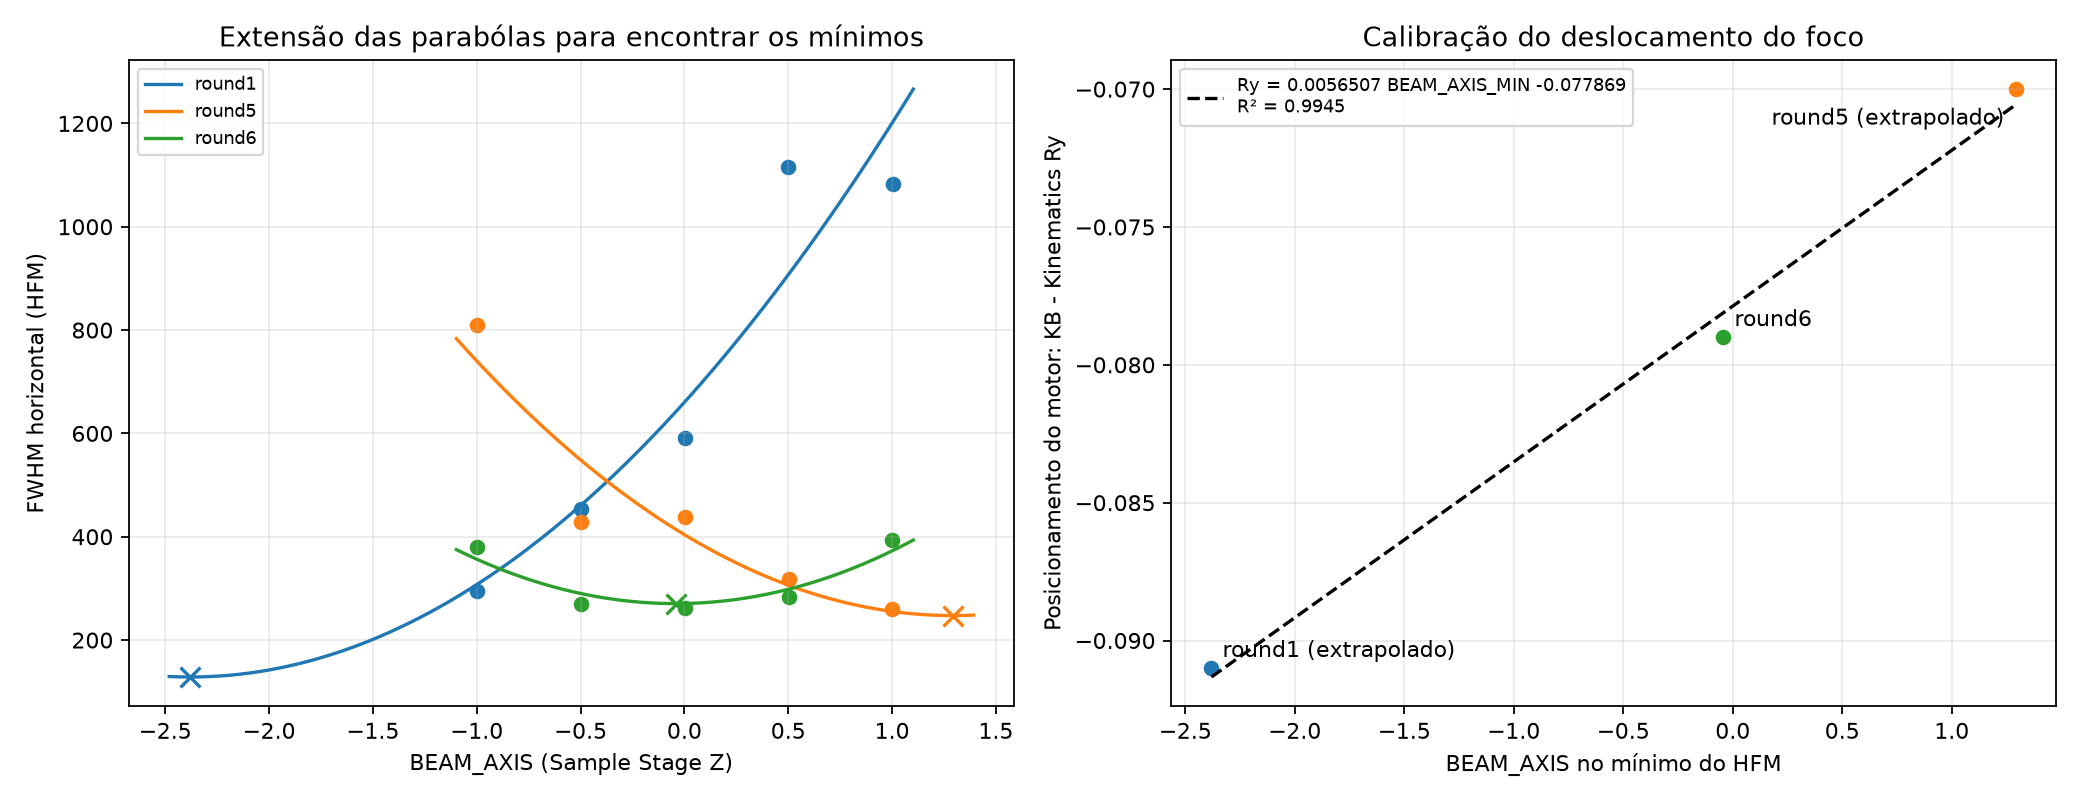 Extensão das parabólas para encontrar os mínimos
round1
round5
round6
FWHM horizontal (HFM)
1200
1000
800
600
400
200
−2.5 −2.0 −1.5 −1.0 −0.5 0.0 0.5 1.0 1.5
BEAM_AXIS (Sample Stage Z)
Calibração do deslocamento do foco
Ry = 0.0056507 BEAM_AXIS_MIN -0.077869
R² = 0.9945
Posicionamento do motor: KB - Kinematics Ry
−0.070
−0.075
−0.080
−0.085
−0.090
round5 (extrapolado)
round6
round1 (extrapolado)
−2.5 −2.0 −1.5 −1.0 −0.5 0.0 0.5 1.0
BEAM_AXIS no mínimo do HFM